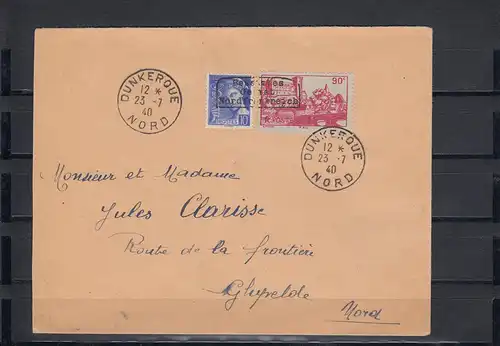 DUNKERQUE
12 *
23 -7
40
NORD
Besetztes
Gebiet
Nordfrankreich
10
90c
DUNKERQUE
12 *
23 -7
40
NORD
Monsieur et Madame
Jules Clarisse
Route de la frontière
Ghyvelde
Nord